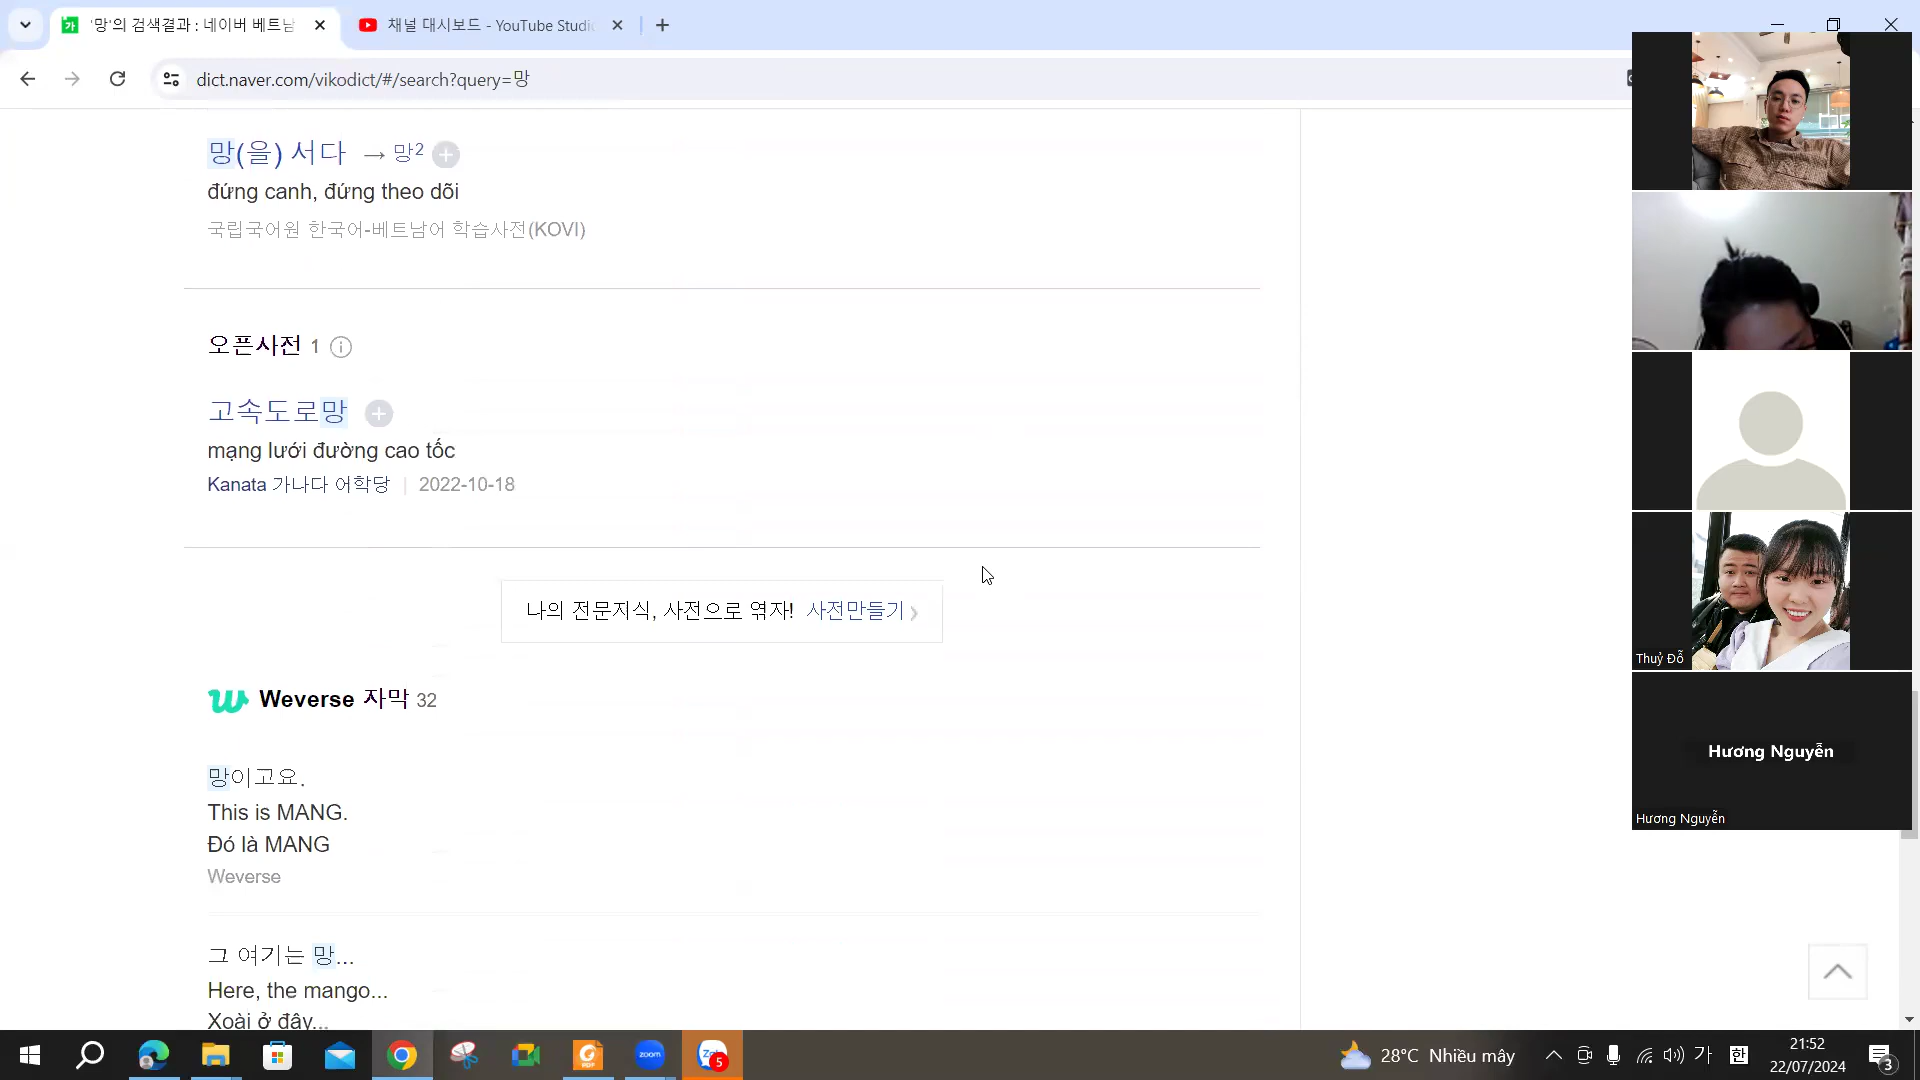 '망'의 검색결과 : 네이버 베트남
채널 대시보드 - YouTube Studio
dict.naver.com/vikodict/#/search?query=망
망(을) 서다 → 망2
đứng canh, đứng theo dõi
국립국어원 한국어-베트남어 학습사전(KOVI)
오픈사전 1
고속도로망
mạng lưới đường cao tốc
Kanata 가나다 어학당 | 2022-10-18
나의 전문지식, 사전으로 엮자! 사전만들기
Weverse 자막 32
망이고요.
This is MANG.
Đó là MANG
Weverse
그 여기는 망...
Here, the mango...
Xoài ở đây...
Thuỷ Đỗ
Hương Nguyễn
Hương Nguyễn
zoom
5
28°C Nhiều mây
가
한
21:52
22/07/2024
3